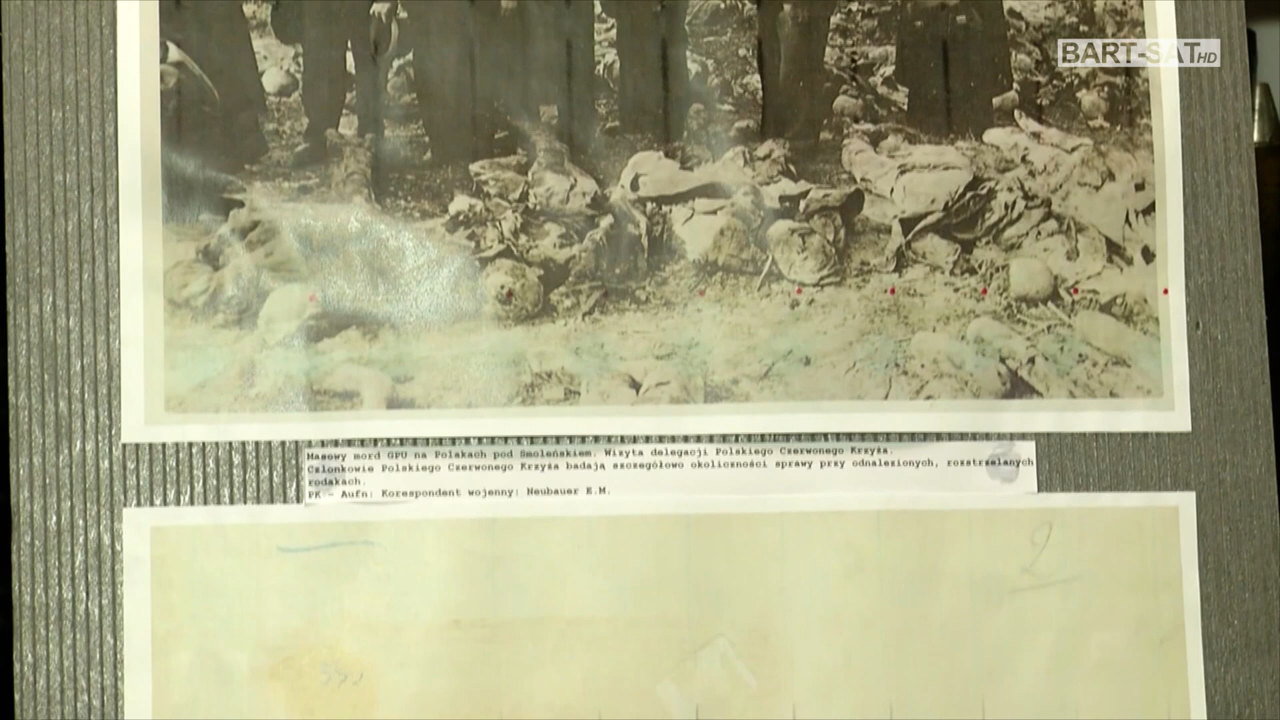 BART-SAT HD
Masowy mord GPU na Polakach pod Smoleńskiem. Wizyta delegacji Polskiego Czerwonego Krzyża.
Członkowie Polskiego Czerwonego Krzyża badają szczegółowo okoliczności sprawy przy odnalezionych, rozstrzelanych
rodakach.
PK - Aufn: Korespondent wojenny: Neubauer E.M.
2